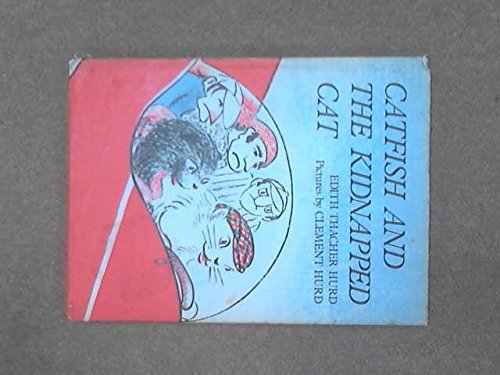 CATFISH AND
THE KIDNAPPED
CAT
EDITH THACHER HURD
Pictures by CLEMENT HURD